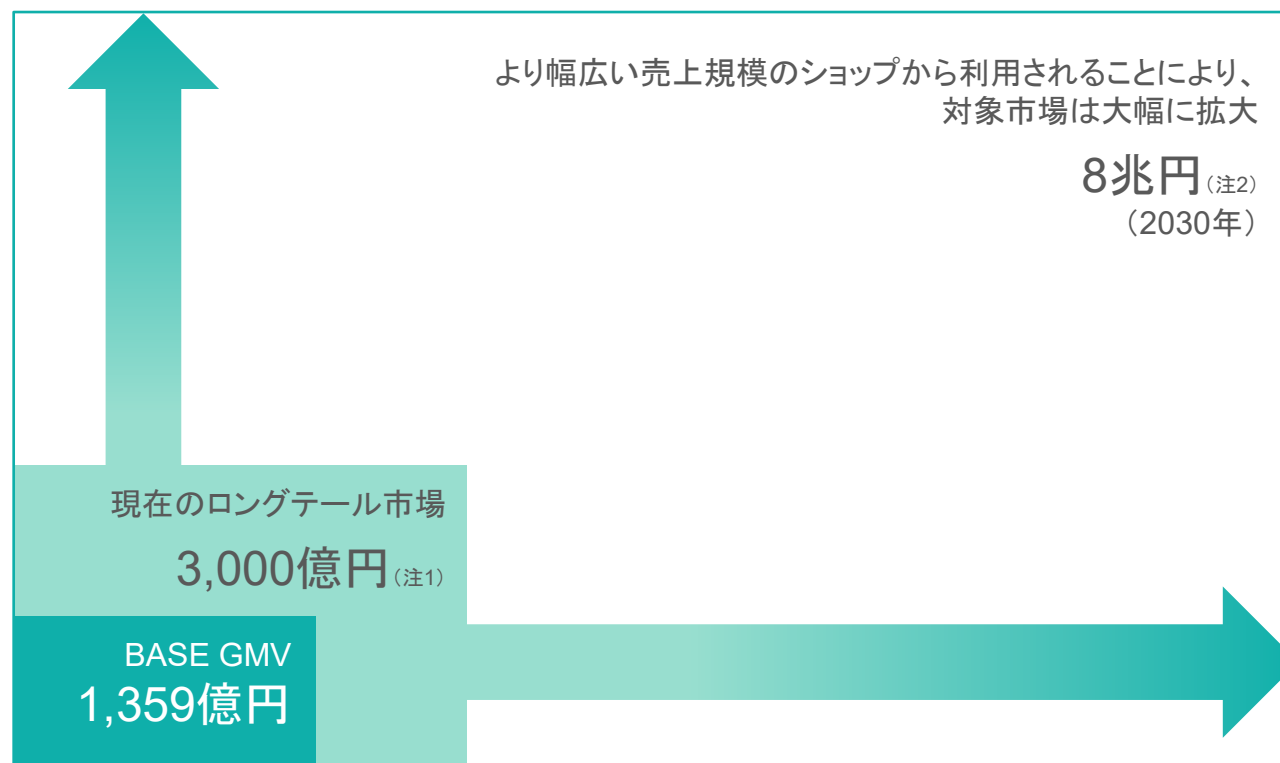 より幅広い売上規模のショップから利用されることにより、
対象市場は大幅に拡大
8兆円（注2）
（2030年）
現在のロングテール市場
3,000億円（注1）
BASE GMV
1,359億円